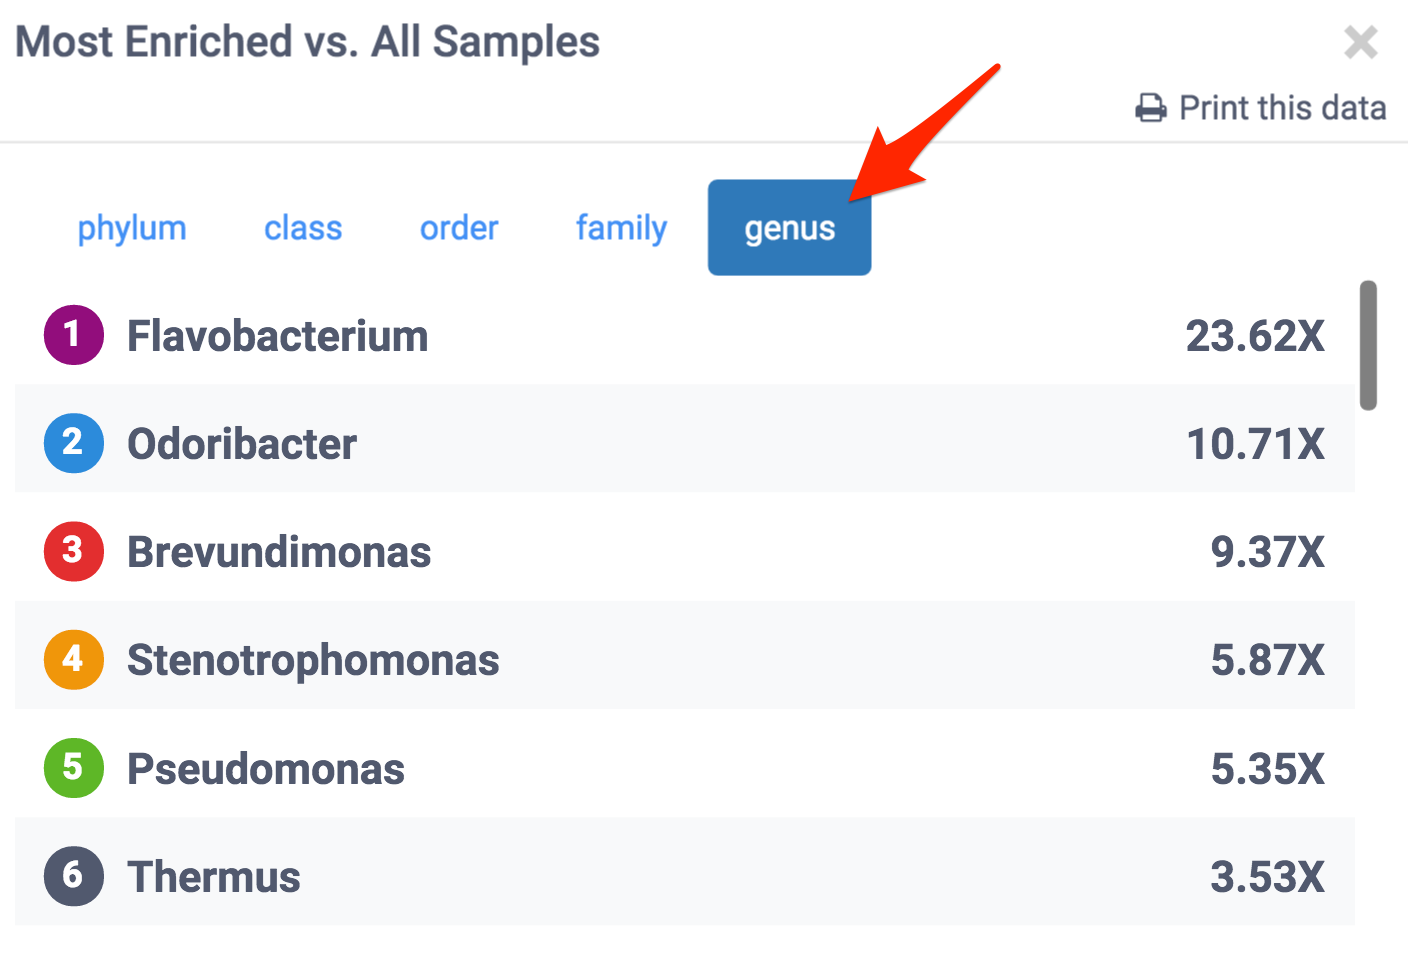 Most Enriched vs. All Samples
Print this data
phylum class order family genus
1 Flavobacterium 23.62X
2 Odoribacter 10.71X
3 Brevundimonas 9.37X
4 Stenotrophomonas 5.87X
5 Pseudomonas 5.35X
6 Thermus 3.53X